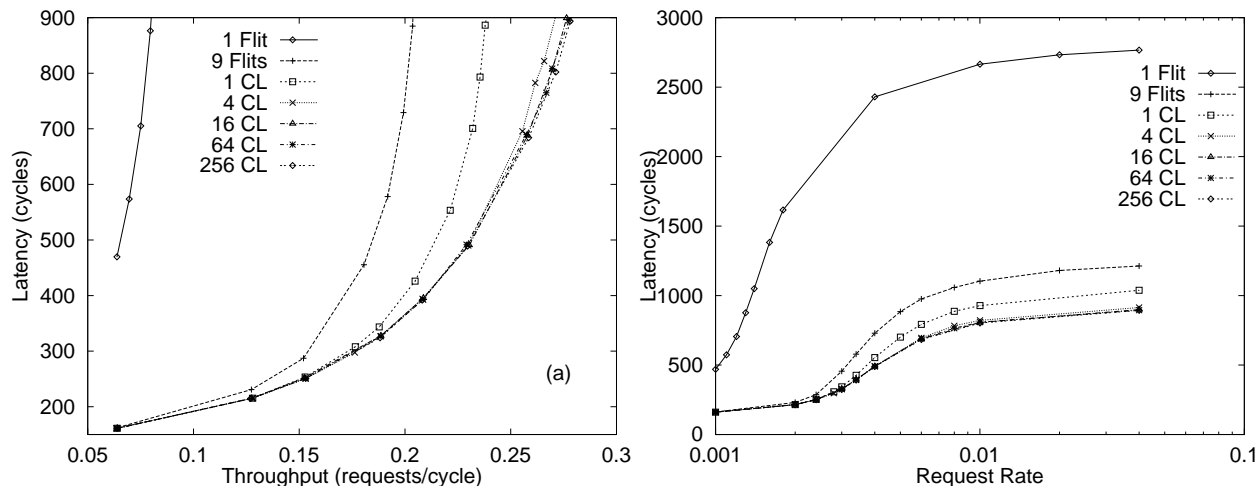 900
800
700
600
500
400
300
200
Latency (cycles)
1 Flit
9 Flits
1 CL
4 CL
16 CL
64 CL
256 CL
(a)
0.05 0.1 0.15 0.2 0.25 0.3
Throughput (requests/cycle)
3000
2500
2000
1500
1000
500
0
Latency (cycles)
1 Flit
9 Flits
1 CL
4 CL
16 CL
64 CL
256 CL
0.001 0.01 0.1
Request Rate